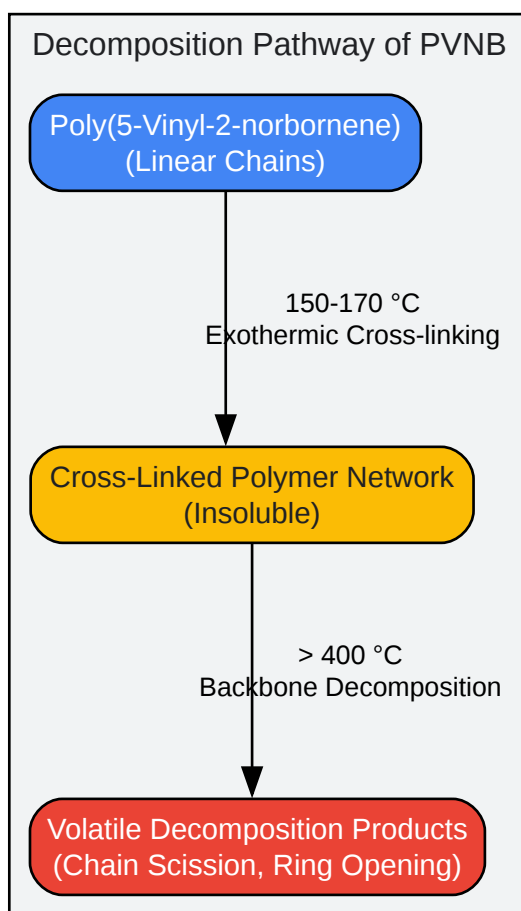 Decomposition Pathway of PVNB
Poly(5-Vinyl-2-norbornene)
(Linear Chains)
150-170 °C
Exothermic Cross-linking
Cross-Linked Polymer Network
(Insoluble)
> 400 °C
Backbone Decomposition
Volatile Decomposition Products
(Chain Scission, Ring Opening)